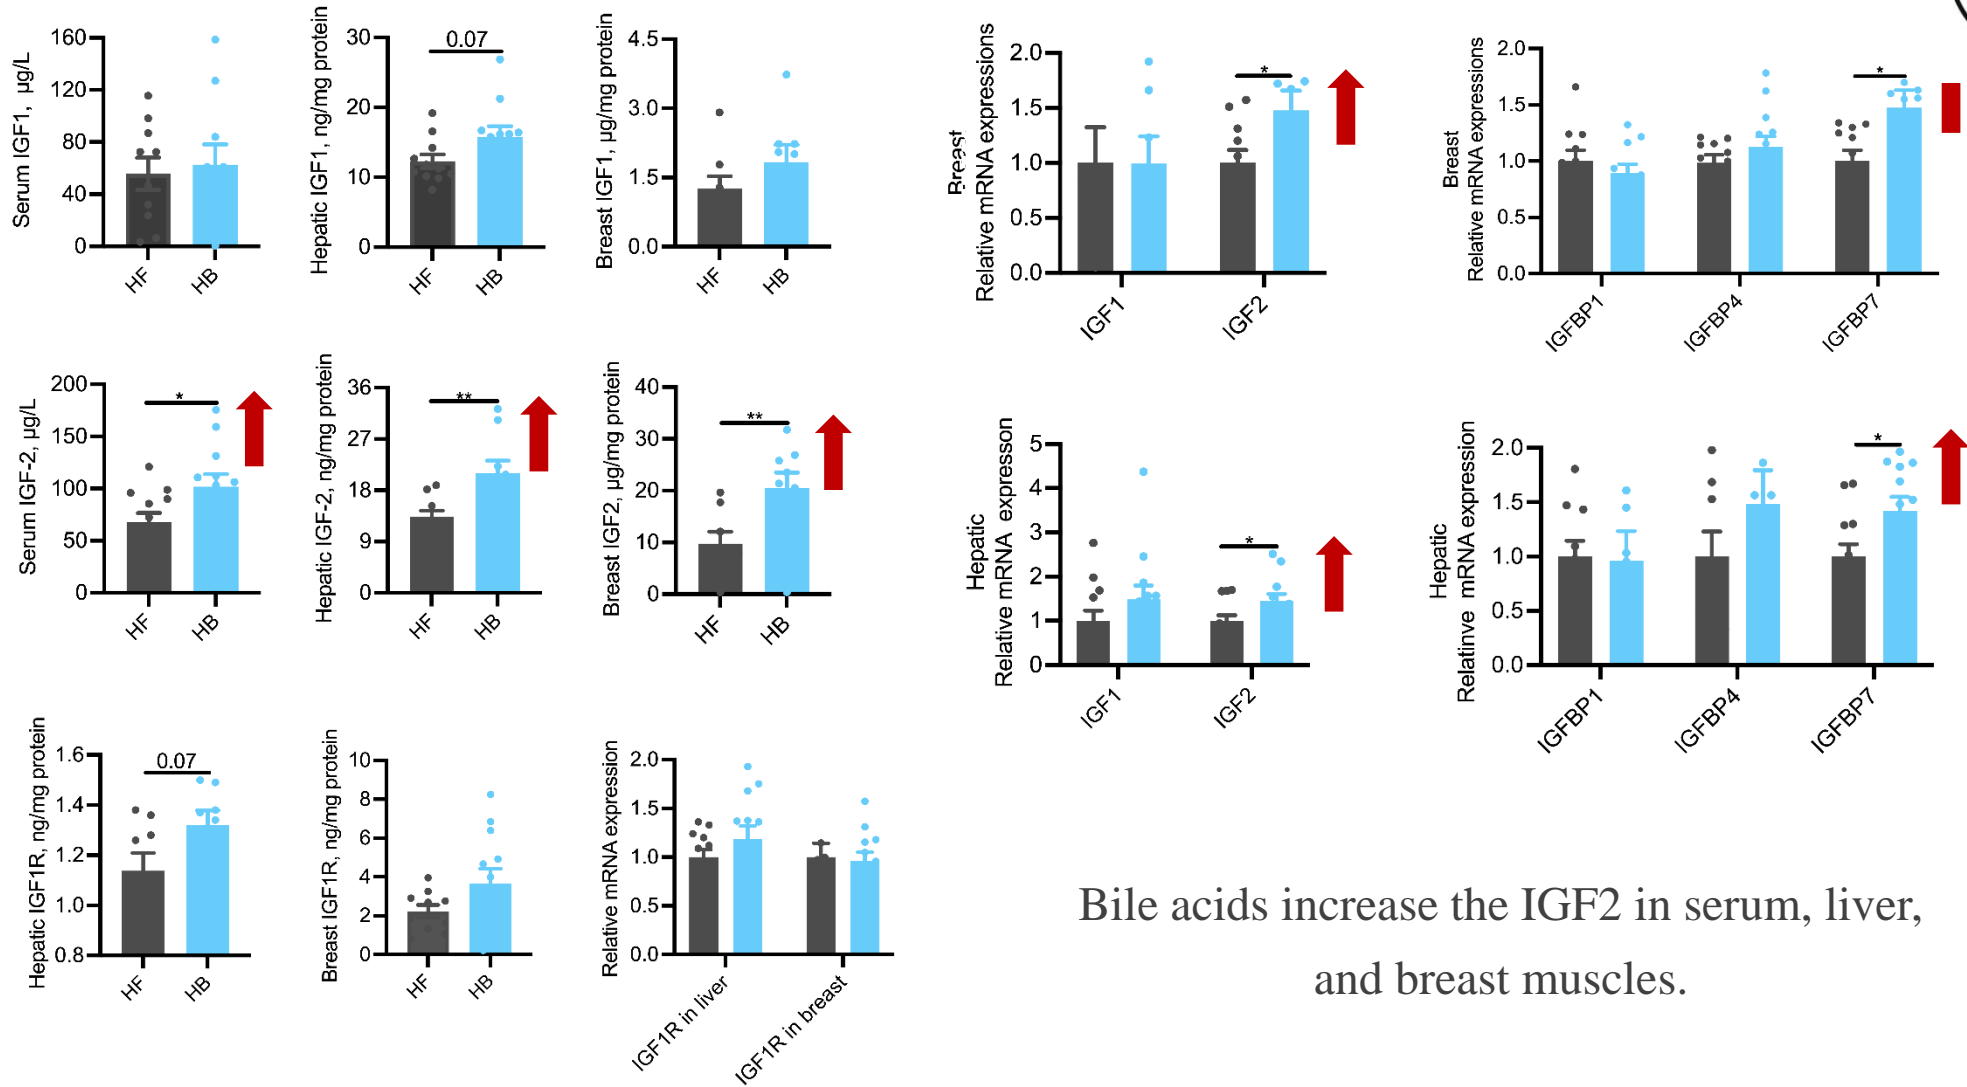 Serum IGF1, µg/L
160
120
80
40
0
HF
HB
Hepatic IGF1, ng/mg protein
30
20
10
0
0.07
HF
HB
Breast IGF1, µg/mg protein
4.5
3.0
1.5
0.0
HF
HB
Breast
Relative mRNA expressions
2.0
1.5
1.0
0.5
0.0
*
IGF1
IGF2
Breast
Relative mRNA expressions
2.0
1.5
1.0
0.5
0.0
*
IGFBP1
IGFBP4
IGFBP7
Serum IGF-2, µg/L
200
150
100
50
0
*
HF
HB
Hepatic IGF-2, ng/mg protein
36
27
18
9
0
**
HF
HB
Breast IGF2, µg/mg protein
40
30
20
10
0
**
HF
HB
Hepatic
Relative mRNA expresson
5
4
3
2
1
0
*
IGF1
IGF2
Hepatic
Relatinve mRNA expression
2.0
1.5
1.0
0.5
0.0
*
IGFBP1
IGFBP4
IGFBP7
Hepatic IGF1R, ng/mg protein
1.6
1.4
1.2
1.0
0.8
0.07
HF
HB
Breast IGF1R, ng/mg protein
10
8
6
4
2
0
HF
HB
Relative mRNA expression
2.0
1.5
1.0
0.5
0.0
IGF1R in liver
IGF1R in breast
Bile acids increase the IGF2 in serum, liver,
and breast muscles.